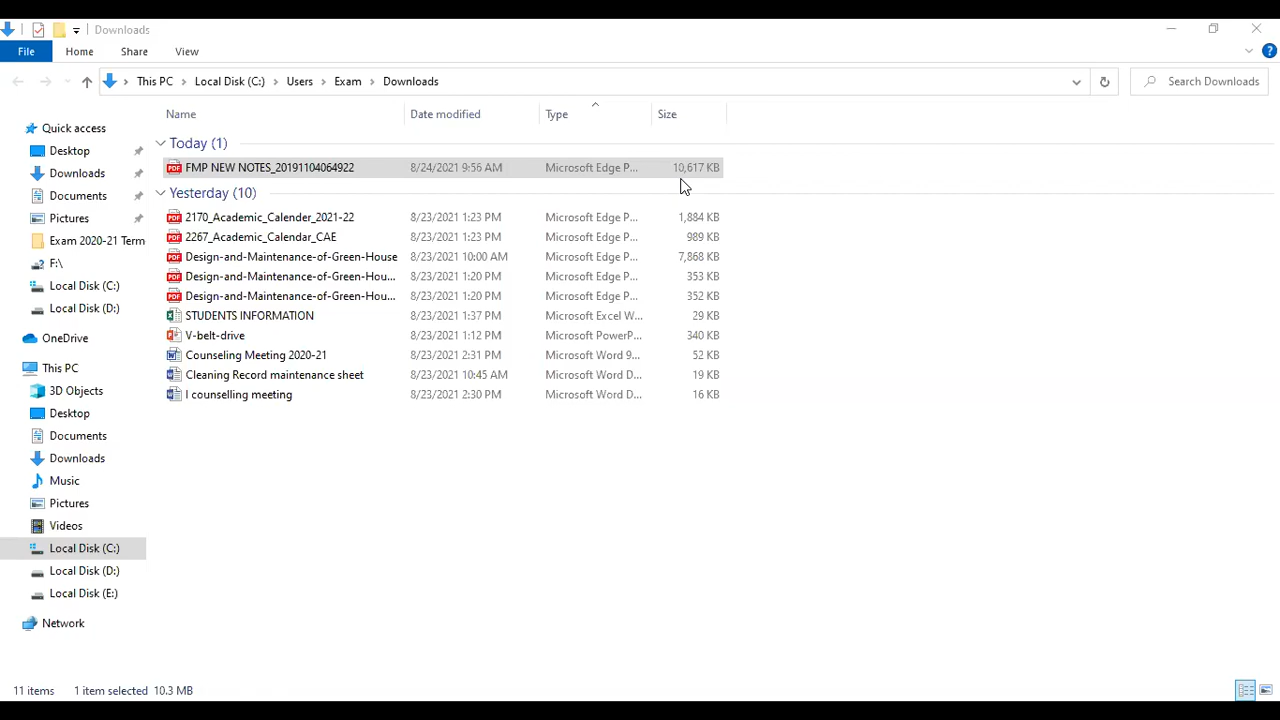 Downloads
File Home Share View
This PC Local Disk (C:) Users Exam Downloads Search Downloads
Name Date modified Type Size
Quick access
Desktop
Downloads
Documents
Pictures
Exam 2020-21 Term
F:\
Local Disk (C:)
Local Disk (D:)
OneDrive
This PC
3D Objects
Desktop
Documents
Downloads
Music
Pictures
Videos
Local Disk (C:)
Local Disk (D:)
Local Disk (E:)
Network
Today (1)
FMP NEW NOTES_20191104064922 8/24/2021 9:56 AM Microsoft Edge P... 10,617 KB
Yesterday (10)
2170_Academic_Calender_2021-22 8/23/2021 1:23 PM Microsoft Edge P... 1,884 KB
2267_Academic_Calendar_CAE 8/23/2021 1:23 PM Microsoft Edge P... 989 KB
Design-and-Maintenance-of-Green-House 8/23/2021 10:00 AM Microsoft Edge P... 7,868 KB
Design-and-Maintenance-of-Green-Hou... 8/23/2021 1:20 PM Microsoft Edge P... 353 KB
Design-and-Maintenance-of-Green-Hou... 8/23/2021 1:20 PM Microsoft Edge P... 352 KB
STUDENTS INFORMATION 8/23/2021 1:37 PM Microsoft Excel W... 29 KB
V-belt-drive 8/23/2021 1:12 PM Microsoft PowerP... 340 KB
Counseling Meeting 2020-21 8/23/2021 2:31 PM Microsoft Word 9... 52 KB
Cleaning Record maintenance sheet 8/23/2021 10:45 AM Microsoft Word D... 19 KB
I counselling meeting 8/23/2021 2:30 PM Microsoft Word D... 16 KB
11 items 1 item selected 10.3 MB